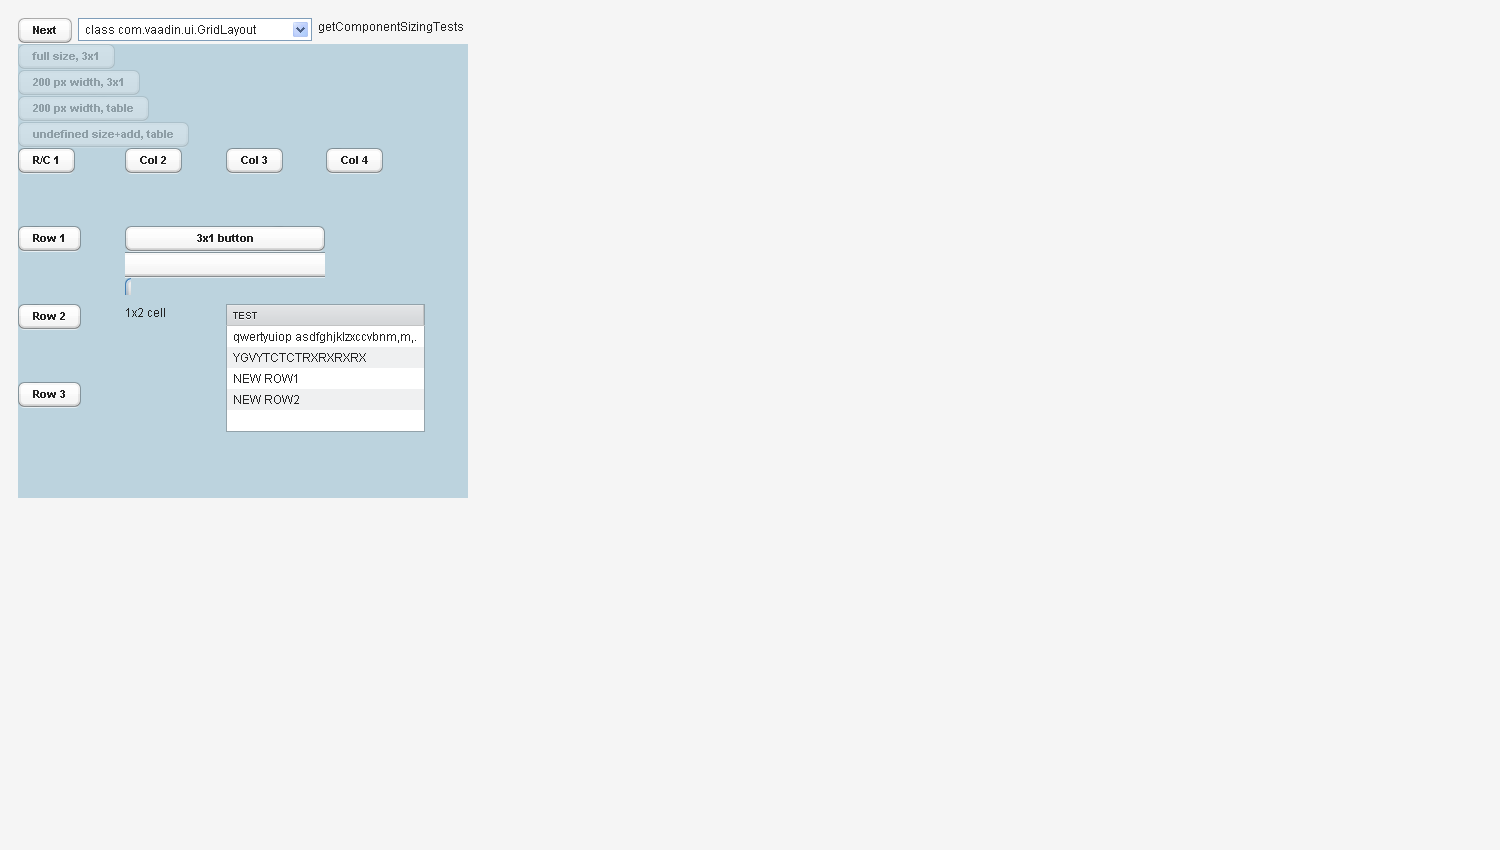 Next class com.vaadin.ui.GridLayout getComponentSizingTests
full size, 3x1
200 px width, 3x1
200 px width, table
undefined size+add, table
R/C 1 Col 2 Col 3 Col 4
Row 1 3x1 button
Row 2 1x2 cell TEST
qwertyuiop asdfghjklzxccvbnm,m,.
YGVYTCTCTRXRXRXRX
NEW ROW1
Row 3 NEW ROW2